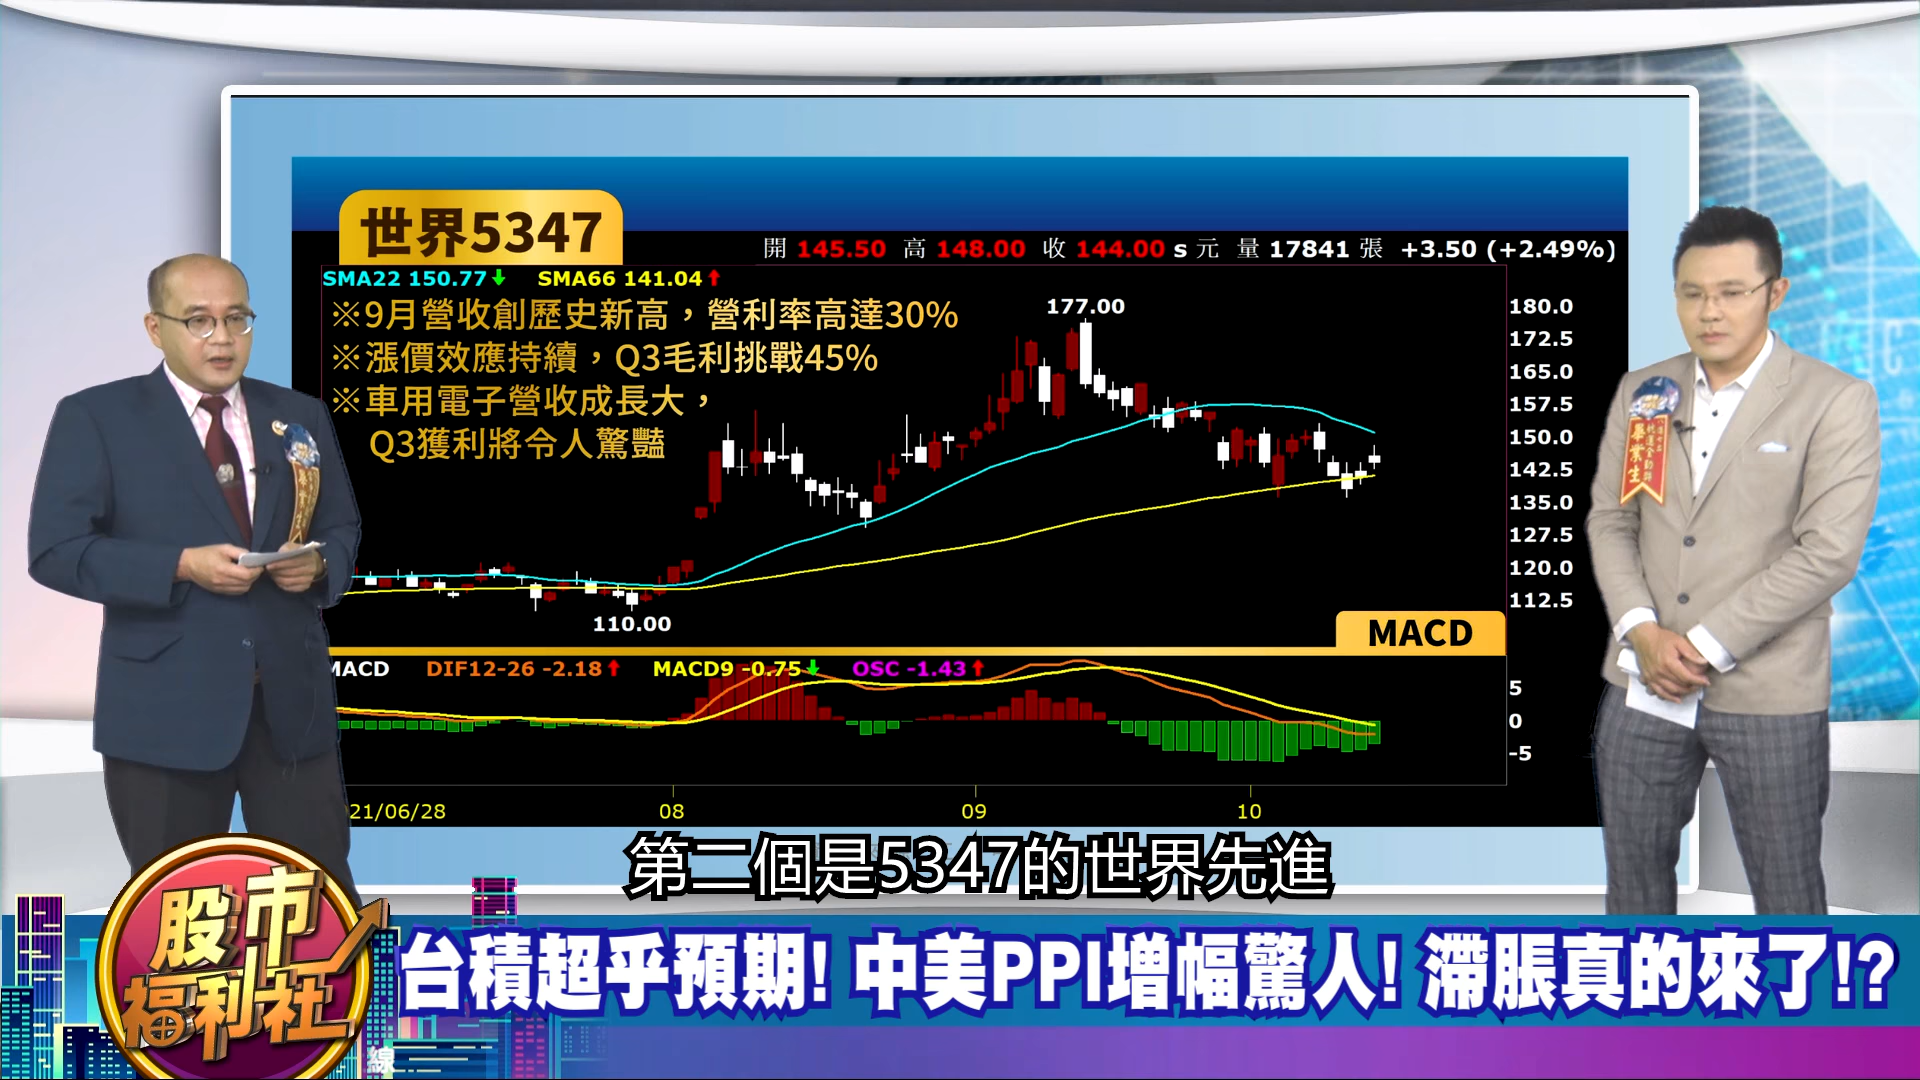 世界5347
開 145.50 高 148.00 收 144.00 s 元 量 17841 張 +3.50 (+2.49%)
SMA22 150.77↓ SMA66 141.04↑
※9月營收創歷史新高，營利率高達30%
※漲價效應持續，Q3毛利挑戰45%
※車用電子營收成長大，
Q3獲利將令人驚豔
177.00
110.00
180.0
172.5
165.0
157.5
150.0
142.5
135.0
127.5
120.0
112.5
MACD
MACD DIF12-26 -2.18↑ MACD9 -0.75↓ OSC -1.43↑
5
0
-5
21/06/28 08 09 10
畢業生
第二個是5347的世界先進
股市
福利社
台積超乎預期! 中美PPI增幅驚人! 滯脹真的來了!?
線